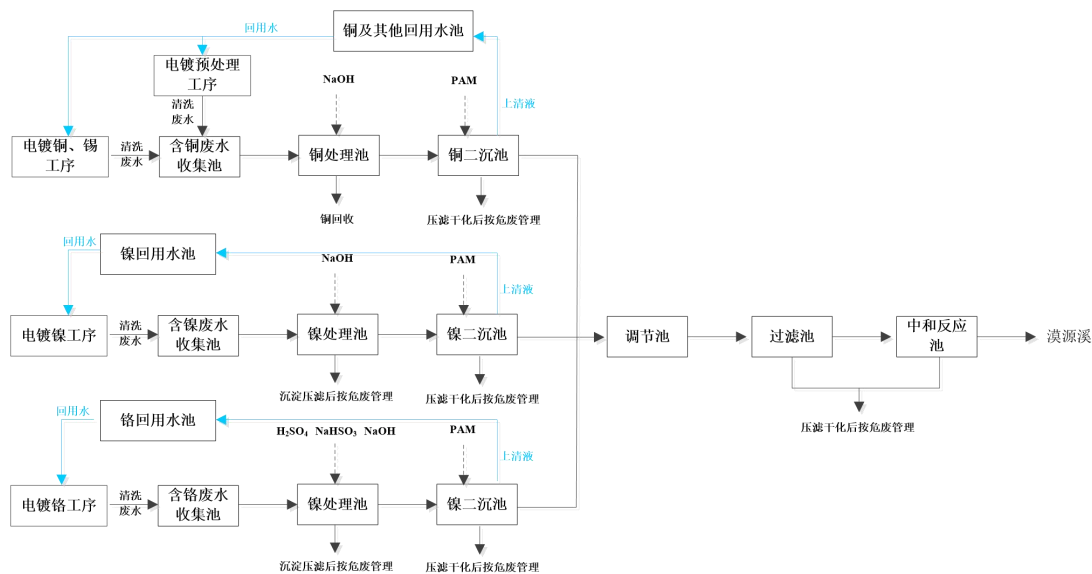 回用水
铜及其他回用水池
电镀预处理
工序
NaOH
PAM
清洗
废水
上清液
电镀铜、锡
工序
清洗
废水
含铜废水
收集池
铜处理池
铜二沉池
铜回收
压滤干化后按危废管理
回用水
镍回用水池
NaOH
PAM
上清液
电镀镍工序
清洗
废水
含镍废水
收集池
镍处理池
镍二沉池
调节池
过滤池
中和反应
池
漠源溪
沉淀压滤后按危废管理
压滤干化后按危废管理
压滤干化后按危废管理
回用水
铬回用水池
H₂SO₄ NaHSO₃ NaOH
PAM
上清液
电镀铬工序
清洗
废水
含铬废水
收集池
镍处理池
镍二沉池
沉淀压滤后按危废管理
压滤干化后按危废管理